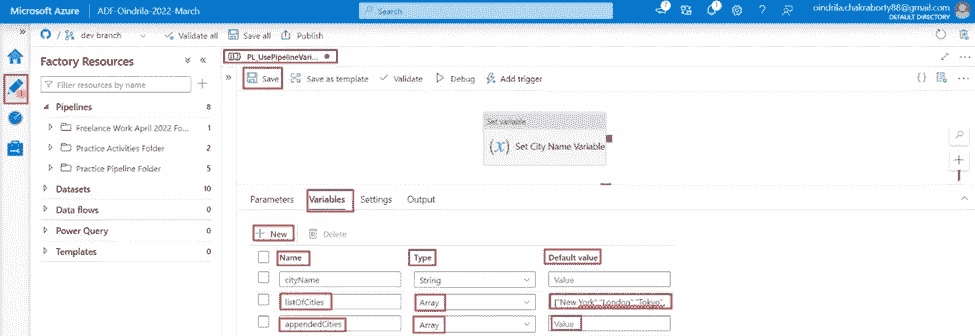 Microsoft Azure ADF-Oindrila-2022-March Search oindrila.chakraborty88@gmail.com
DEFAULT DIRECTORY
dev branch Validate all Save all Publish
Factory Resources PL_UsePipelineVari...
Filter resources by name Save Save as template Validate Debug Add trigger
Pipelines 8
Freelance Work April 2022 Fo... 1
Practice Activities Folder 2
Practice Pipeline Folder 5
Datasets 10
Data flows 0
Power Query 0
Templates 0
Set variable
(x) Set City Name Variable
Parameters Variables Settings Output
New Delete
Name Type Default value
cityName String Value
listOfCities Array ["New York","London","Tokyo",
appendedCities Array Value